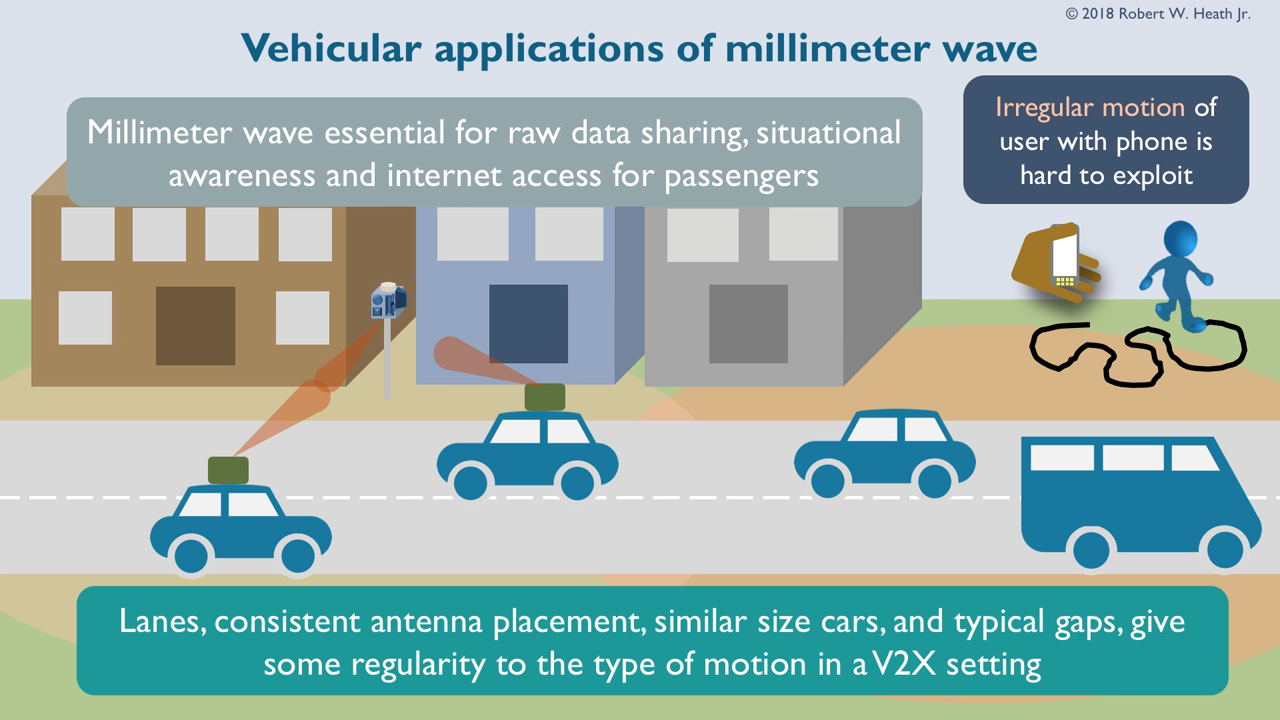 © 2018 Robert W. Heath Jr.
Vehicular applications of millimeter wave
Millimeter wave essential for raw data sharing, situational
awareness and internet access for passengers
Irregular motion of
user with phone is
hard to exploit
Lanes, consistent antenna placement, similar size cars, and typical gaps, give
some regularity to the type of motion in a V2X setting